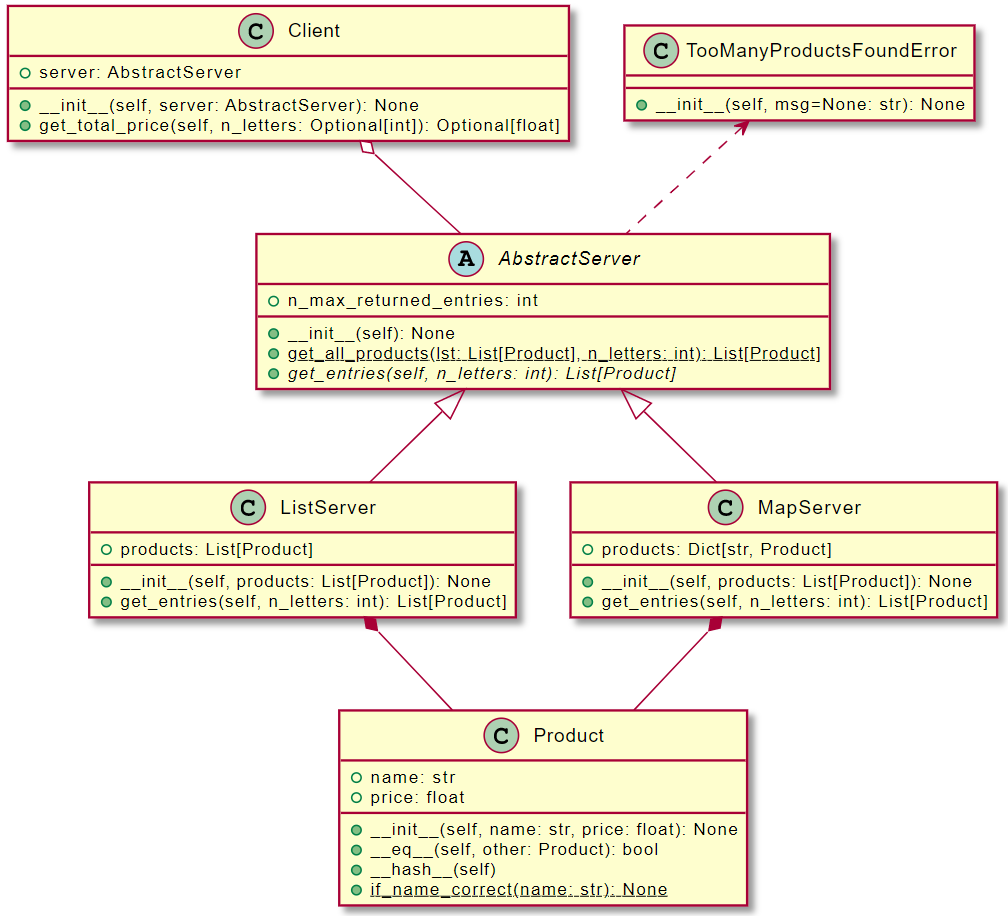 C Client
server: AbstractServer
__init__(self, server: AbstractServer): None
get_total_price(self, n_letters: Optional[int]): Optional[float]
C TooManyProductsFoundError
__init__(self, msg=None: str): None
A AbstractServer
n_max_returned_entries: int
__init__(self): None
get_all_products(lst: List[Product], n_letters: int): List[Product]
get_entries(self, n_letters: int): List[Product]
C ListServer
products: List[Product]
__init__(self, products: List[Product]): None
get_entries(self, n_letters: int): List[Product]
C MapServer
products: Dict[str, Product]
__init__(self, products: List[Product]): None
get_entries(self, n_letters: int): List[Product]
C Product
name: str
price: float
__init__(self, name: str, price: float): None
__eq__(self, other: Product): bool
__hash__(self)
if_name_correct(name: str): None